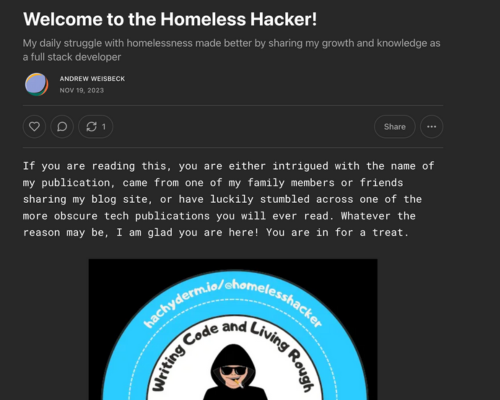 Welcome to the Homeless Hacker!
My daily struggle with homelessness made better by sharing my growth and knowledge as
a full stack developer
ANDREW WEISBECK
NOV 19, 2023
1
Share
If you are reading this, you are either intrigued with the name of
my publication, came from one of my family members or friends
sharing my blog site, or have luckily stumbled across one of the
more obscure tech publications you will ever read. Whatever the
reason may be, I am glad you are here! You are in for a treat.
hachyderm.io/@homelesshacker
Writing Code and Living Rough